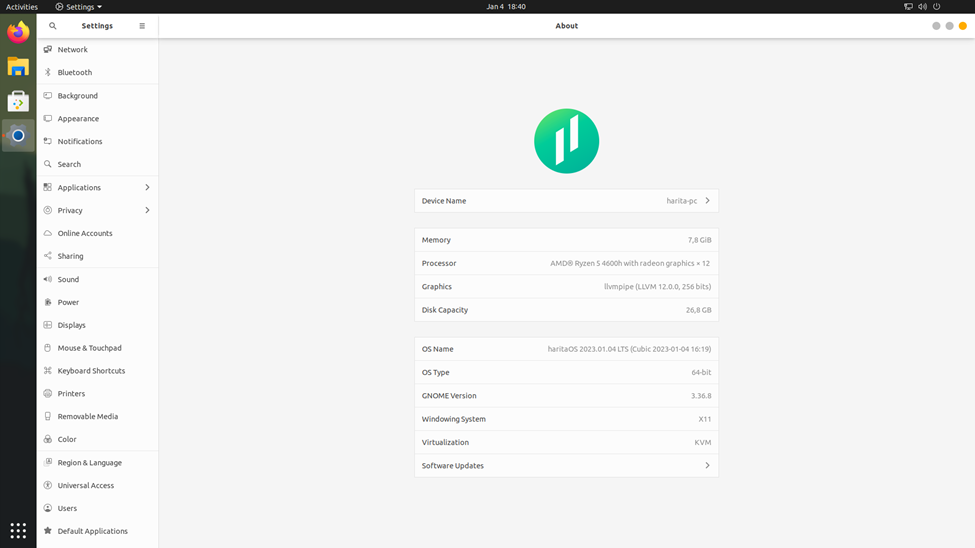 Activities
Settings
Jan 4 18:40
Settings
About
Network
Bluetooth
Background
Appearance
Notifications
Search
Applications
Privacy
Online Accounts
Sharing
Sound
Power
Displays
Mouse & Touchpad
Keyboard Shortcuts
Printers
Removable Media
Color
Region & Language
Universal Access
Users
Default Applications
Device Name harita-pc
Memory 7,8 GiB
Processor AMD® Ryzen 5 4600h with radeon graphics × 12
Graphics llvmpipe (LLVM 12.0.0, 256 bits)
Disk Capacity 26,8 GB
OS Name haritaOS 2023.01.04 LTS (Cubic 2023-01-04 16:19)
OS Type 64-bit
GNOME Version 3.36.8
Windowing System X11
Virtualization KVM
Software Updates